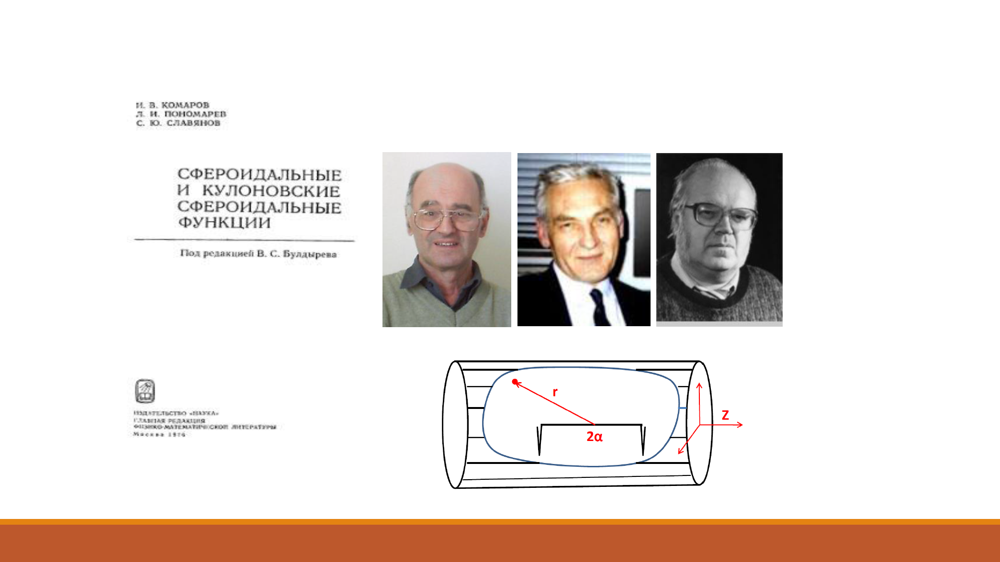 И. В. КОМАРОВ
Л. И. ПОНОМАРЕВ
С. Ю. СЛАВЯНОВ
СФЕРОИДАЛЬНЫЕ
И КУЛОНОВСКИЕ
СФЕРОИДАЛЬНЫЕ
ФУНКЦИИ
Под редакцией В. С. Булдырева
ИЗДАТЕЛЬСТВО «НАУКА»
ГЛАВНАЯ РЕДАКЦИЯ
ФИЗИКО-МАТЕМАТИЧЕСКОЙ ЛИТЕРАТУРЫ
Москва 1976
r
Z
2α